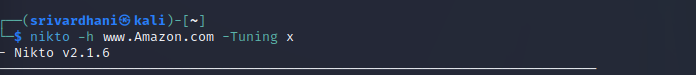 (srivardhani㉿kali)-[~]
$ nikto -h www.Amazon.com -Tuning x
- Nikto v2.1.6